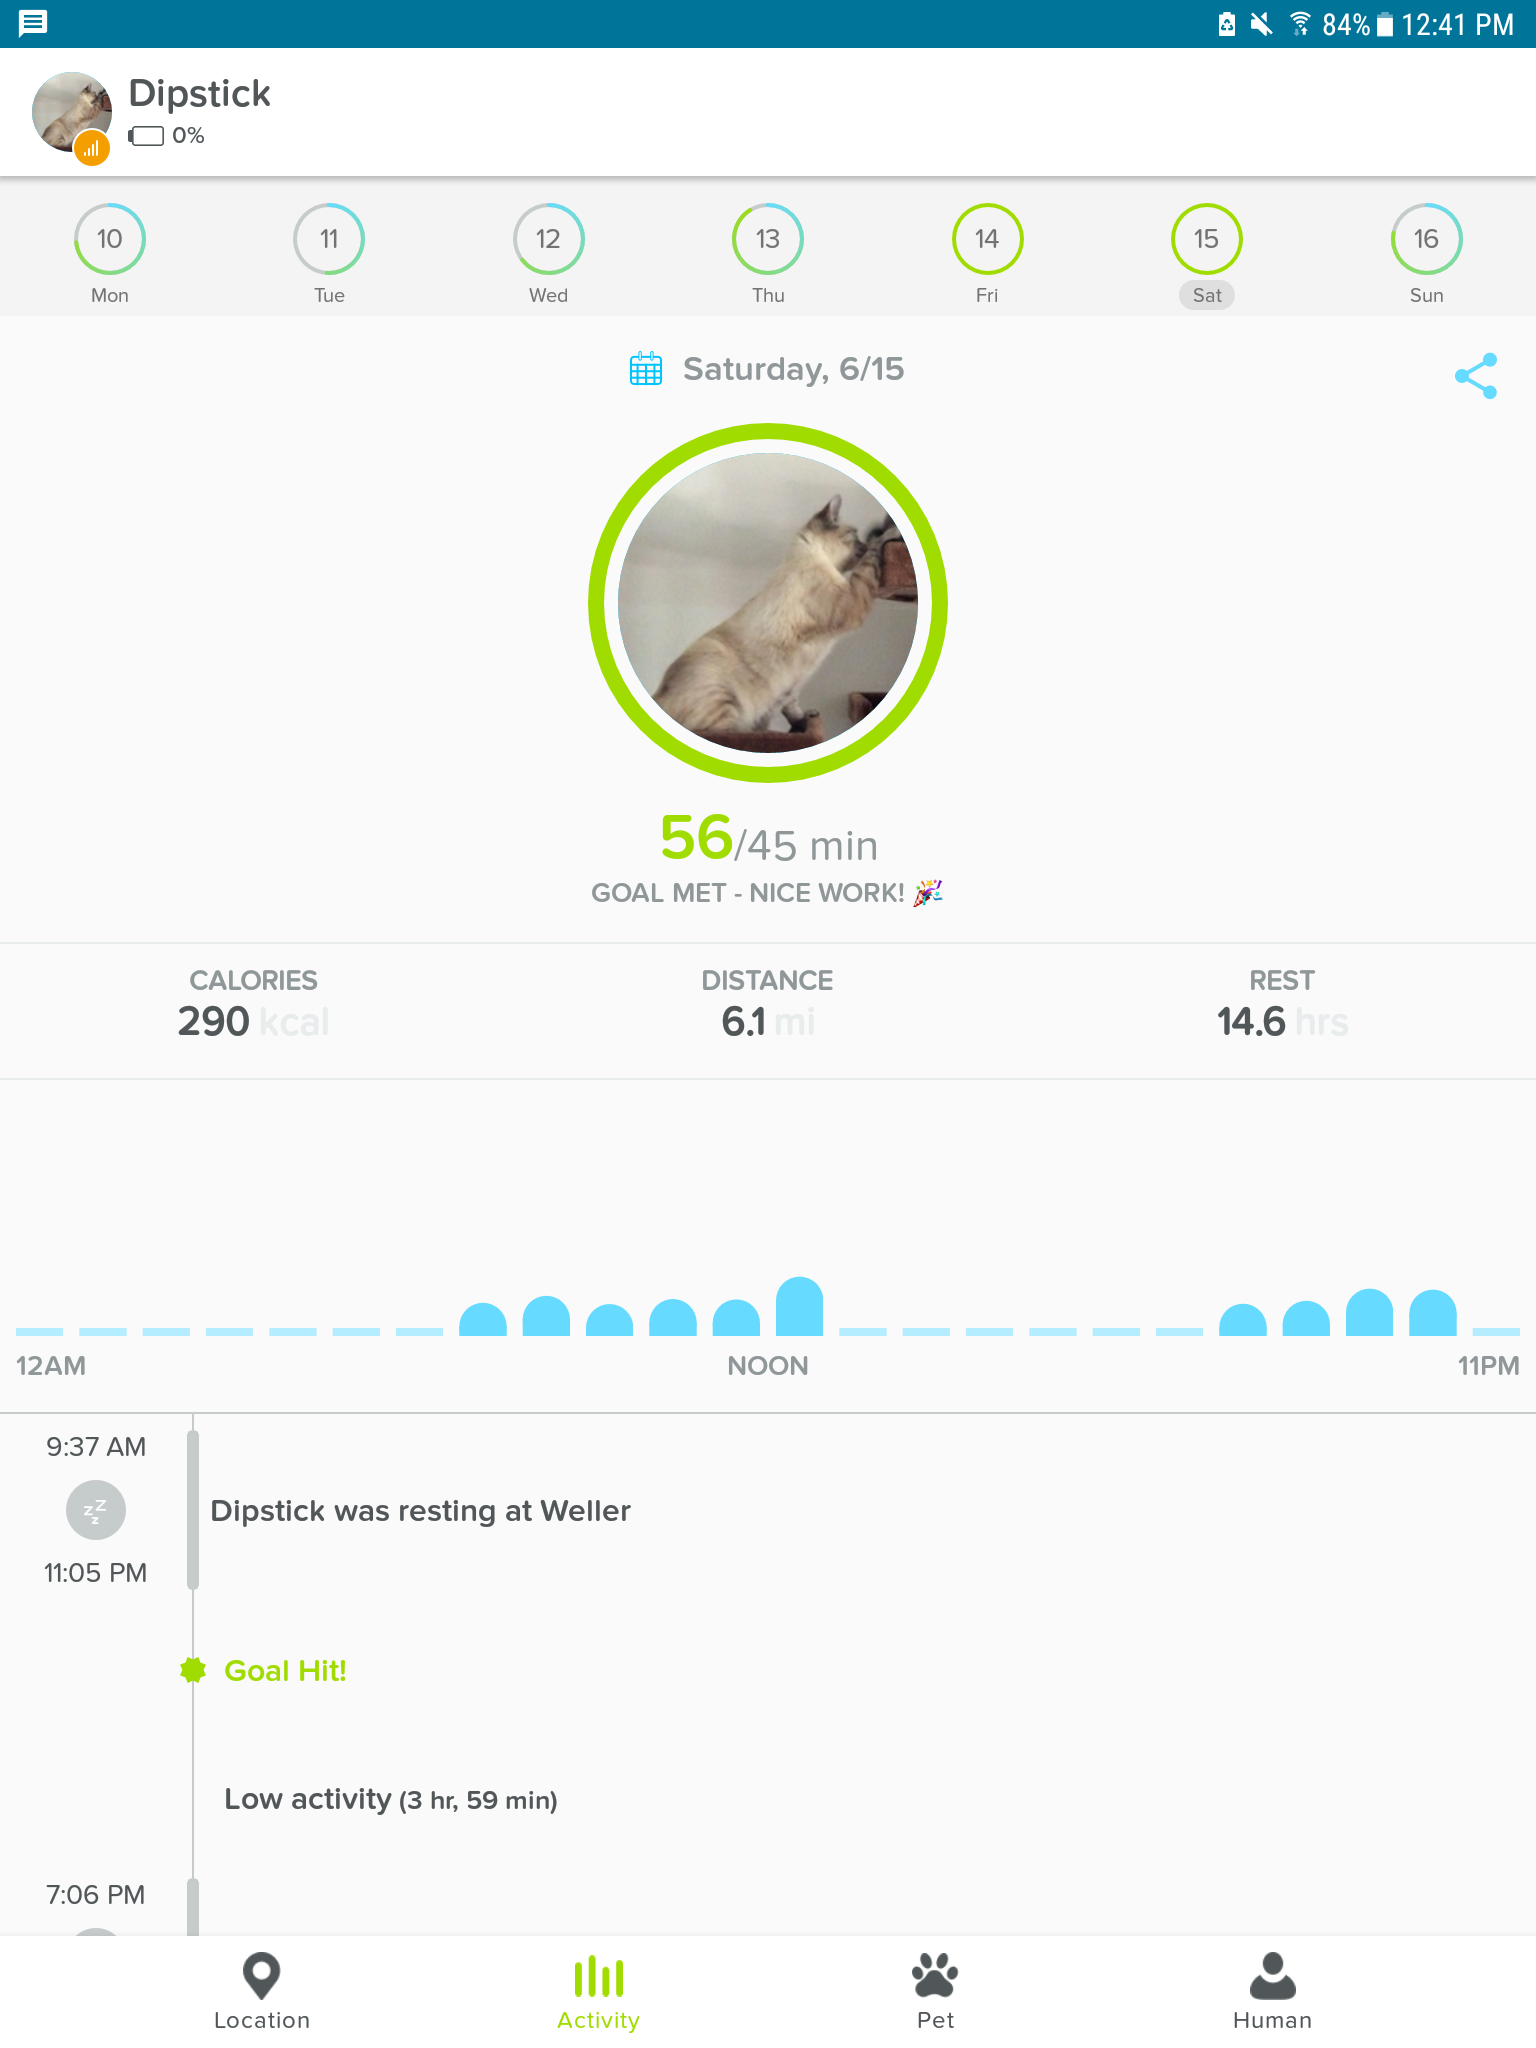 84% 12:41 PM
Dipstick
0%
10 11 12 13 14 15 16
Mon Tue Wed Thu Fri Sat Sun
Saturday, 6/15
56/45 min
GOAL MET - NICE WORK! 🎉
CALORIES DISTANCE REST
290 kcal 6.1 mi 14.6 hrs
12AM NOON 11PM
9:37 AM
zZz
Dipstick was resting at Weller
11:05 PM
Goal Hit!
Low activity (3 hr, 59 min)
7:06 PM
Location Activity Pet Human